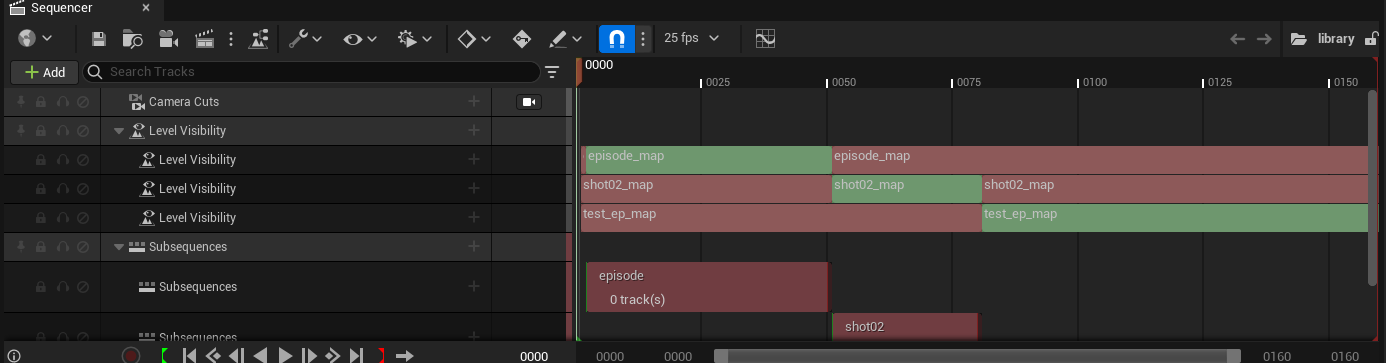 Sequencer ×
25 fps library
+ Add Search Tracks 0000
0025 0050 0075 0100 0125 0150
Camera Cuts
Level Visibility
Level Visibility episode_map episode_map
Level Visibility shot02_map shot02_map shot02_map
Level Visibility test_ep_map test_ep_map
Subsequences
Subsequences episode
0 track(s)
Subsequences shot02
0000 0000 0000 0160 0160